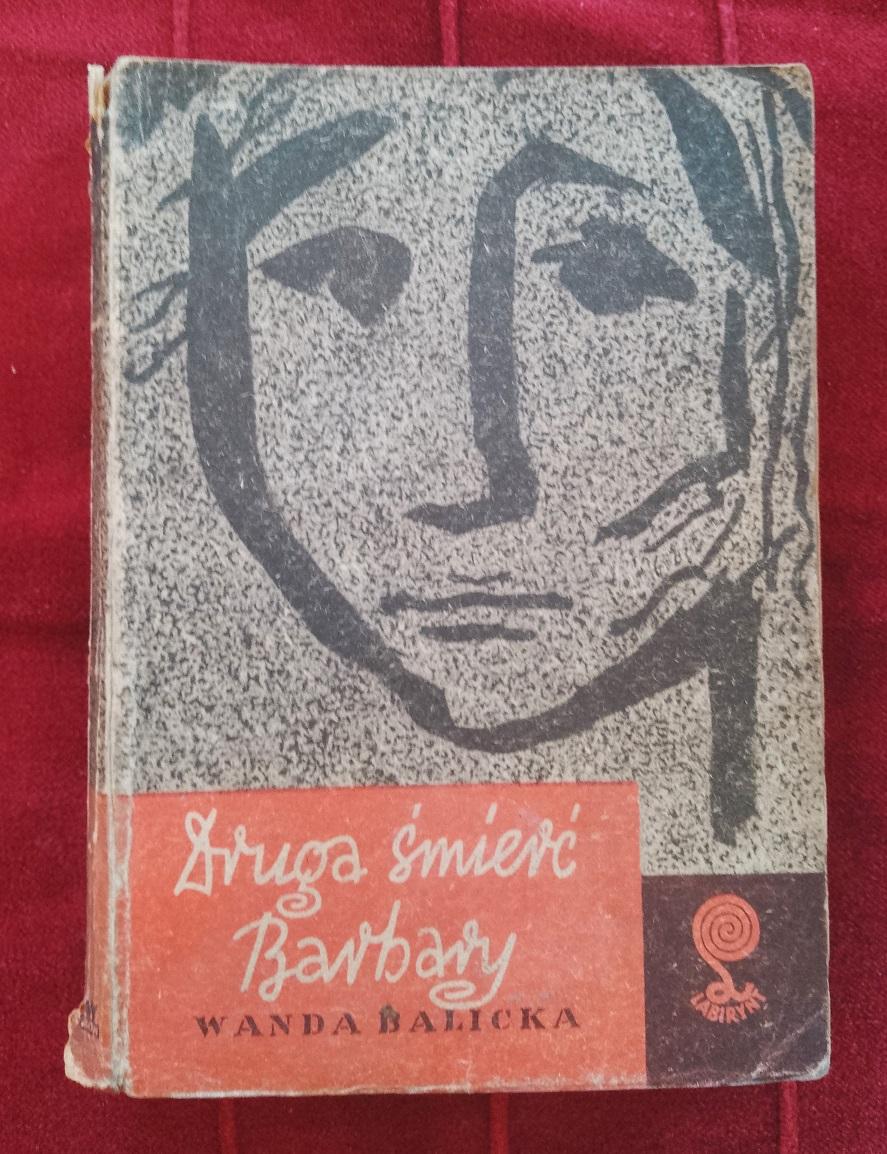 Druga śmierć
Barbary
WANDA BALICKA
LABIRYNT